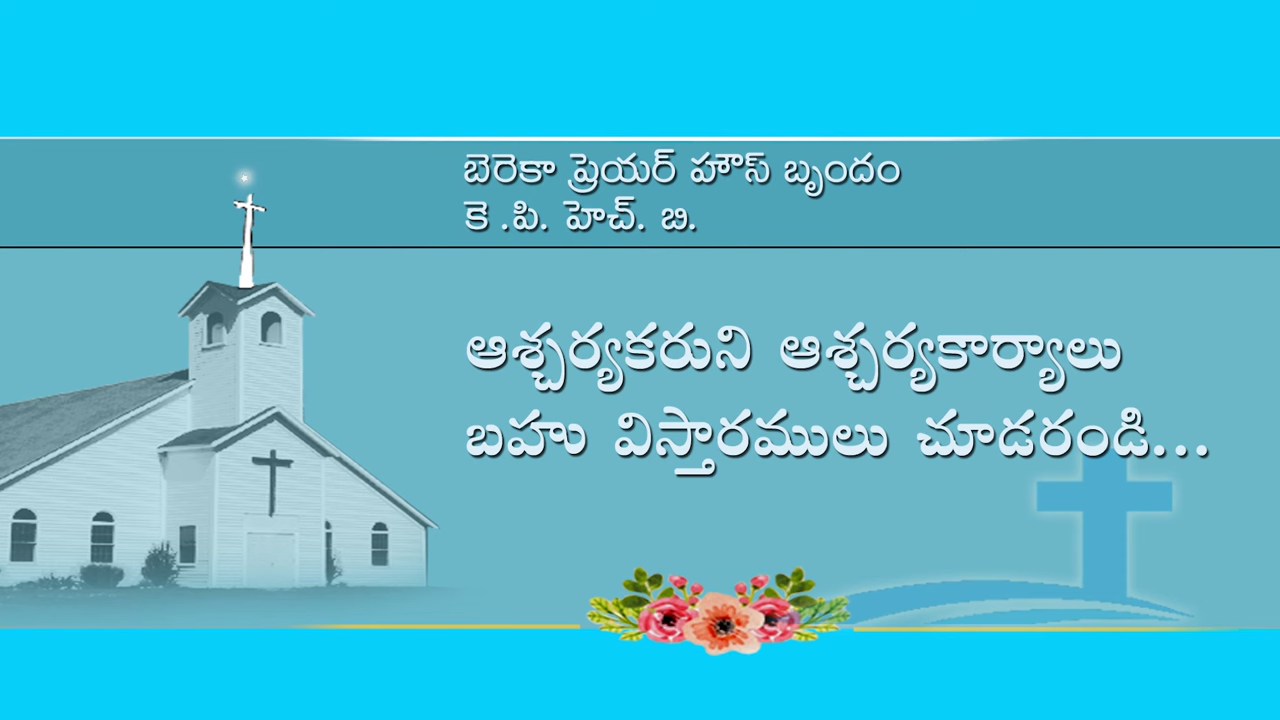 బెరెకా ప్రెయర్ హౌస్ బృందం
కె .పి. హెచ్. బి.
ఆశ్చర్యకరుని ఆశ్చర్యకార్యాలు
బహు విస్తారములు చూడరండి...